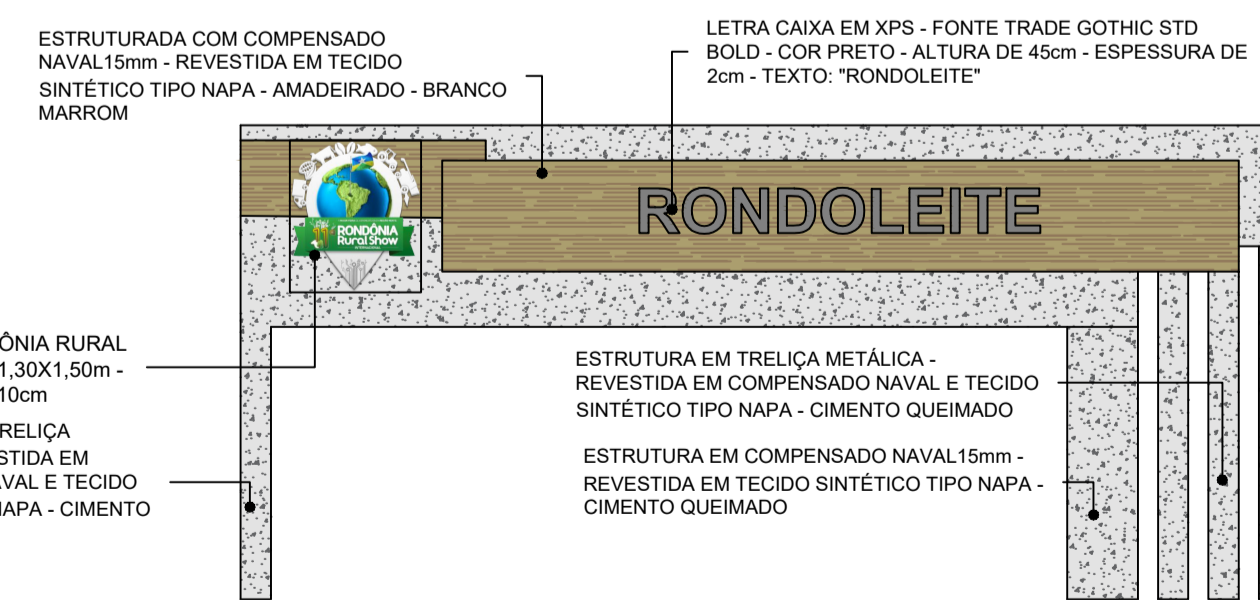 ESTRUTURADA COM COMPENSADO
NAVAL15mm - REVESTIDA EM TECIDO
SINTÉTICO TIPO NAPA - AMADEIRADO - BRANCO
MARROM
LETRA CAIXA EM XPS - FONTE TRADE GOTHIC STD
BOLD - COR PRETO - ALTURA DE 45cm - ESPESSURA DE
2cm - TEXTO: "RONDOLEITE"
RONDOLEITE
11ª
RONDÔNIA
Rural Show
INTERNACIONAL
ÔNIA RURAL
1,30X1,50m -
10cm
RELIÇA
STIDA EM
AVAL E TECIDO
NAPA - CIMENTO
ESTRUTURA EM TRELIÇA METÁLICA -
REVESTIDA EM COMPENSADO NAVAL E TECIDO
SINTÉTICO TIPO NAPA - CIMENTO QUEIMADO
ESTRUTURA EM COMPENSADO NAVAL15mm -
REVESTIDA EM TECIDO SINTÉTICO TIPO NAPA -
CIMENTO QUEIMADO